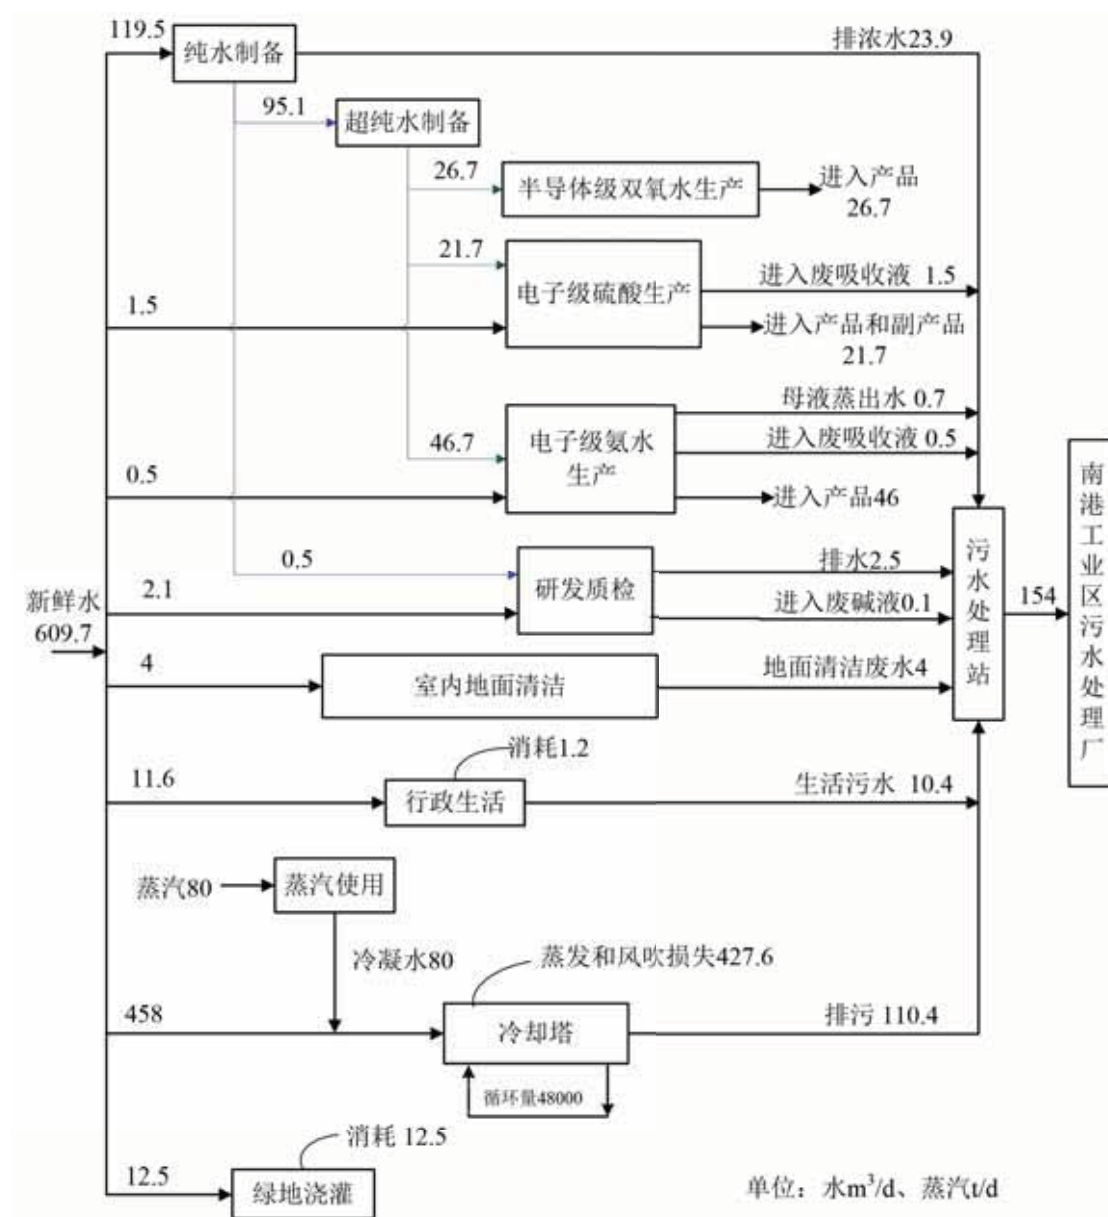 119.5
纯水制备
排浓水23.9
95.1
超纯水制备
26.7
半导体级双氧水生产
进入产品
26.7
21.7
电子级硫酸生产
进入废吸收液 1.5
1.5
进入产品和副产品
21.7
母液蒸出水 0.7
46.7
电子级氨水
生产
进入废吸收液 0.5
0.5
进入产品46
0.5
研发质检
排水2.5
2.1
进入废碱液0.1
新鲜水
609.7
污水处理站
154
南港工业区污水处理厂
4
室内地面清洁
地面清洁废水4
消耗1.2
11.6
行政生活
生活污水 10.4
蒸汽80
蒸汽使用
冷凝水80
蒸发和风吹损失427.6
458
冷却塔
排污 110.4
循环量48000
消耗 12.5
12.5
绿地浇灌
单位：水m³/d、蒸汽t/d